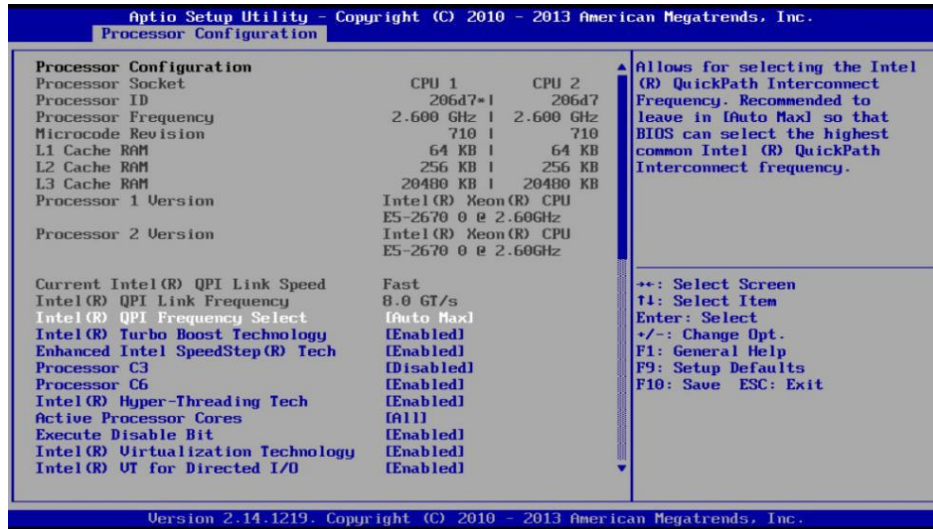 Aptio Setup Utility - Copyright (C) 2010 - 2013 American Megatrends, Inc.
Processor Configuration
Processor Configuration
Processor Socket CPU 1 CPU 2
Processor ID 206d7*| 206d7
Processor Frequency 2.600 GHz | 2.600 GHz
Microcode Revision 710 | 710
L1 Cache RAM 64 KB | 64 KB
L2 Cache RAM 256 KB | 256 KB
L3 Cache RAM 20480 KB | 20480 KB
Processor 1 Version Intel(R) Xeon(R) CPU
E5-2670 0 @ 2.60GHz
Processor 2 Version Intel(R) Xeon(R) CPU
E5-2670 0 @ 2.60GHz
Current Intel(R) QPI Link Speed Fast
Intel(R) QPI Link Frequency 8.0 GT/s
Intel(R) QPI Frequency Select [Auto Max]
Intel(R) Turbo Boost Technology [Enabled]
Enhanced Intel SpeedStep(R) Tech [Enabled]
Processor C3 [Disabled]
Processor C6 [Enabled]
Intel(R) Hyper-Threading Tech [Enabled]
Active Processor Cores [All]
Execute Disable Bit [Enabled]
Intel(R) Virtualization Technology [Enabled]
Intel(R) VT for Directed I/O [Enabled]
Allows for selecting the Intel
(R) QuickPath Interconnect
Frequency. Recommended to
leave in [Auto Max] so that
BIOS can select the highest
common Intel (R) QuickPath
Interconnect frequency.
→←: Select Screen
↑↓: Select Item
Enter: Select
+/-: Change Opt.
F1: General Help
F9: Setup Defaults
F10: Save ESC: Exit
Version 2.14.1219. Copyright (C) 2010 - 2013 American Megatrends, Inc.